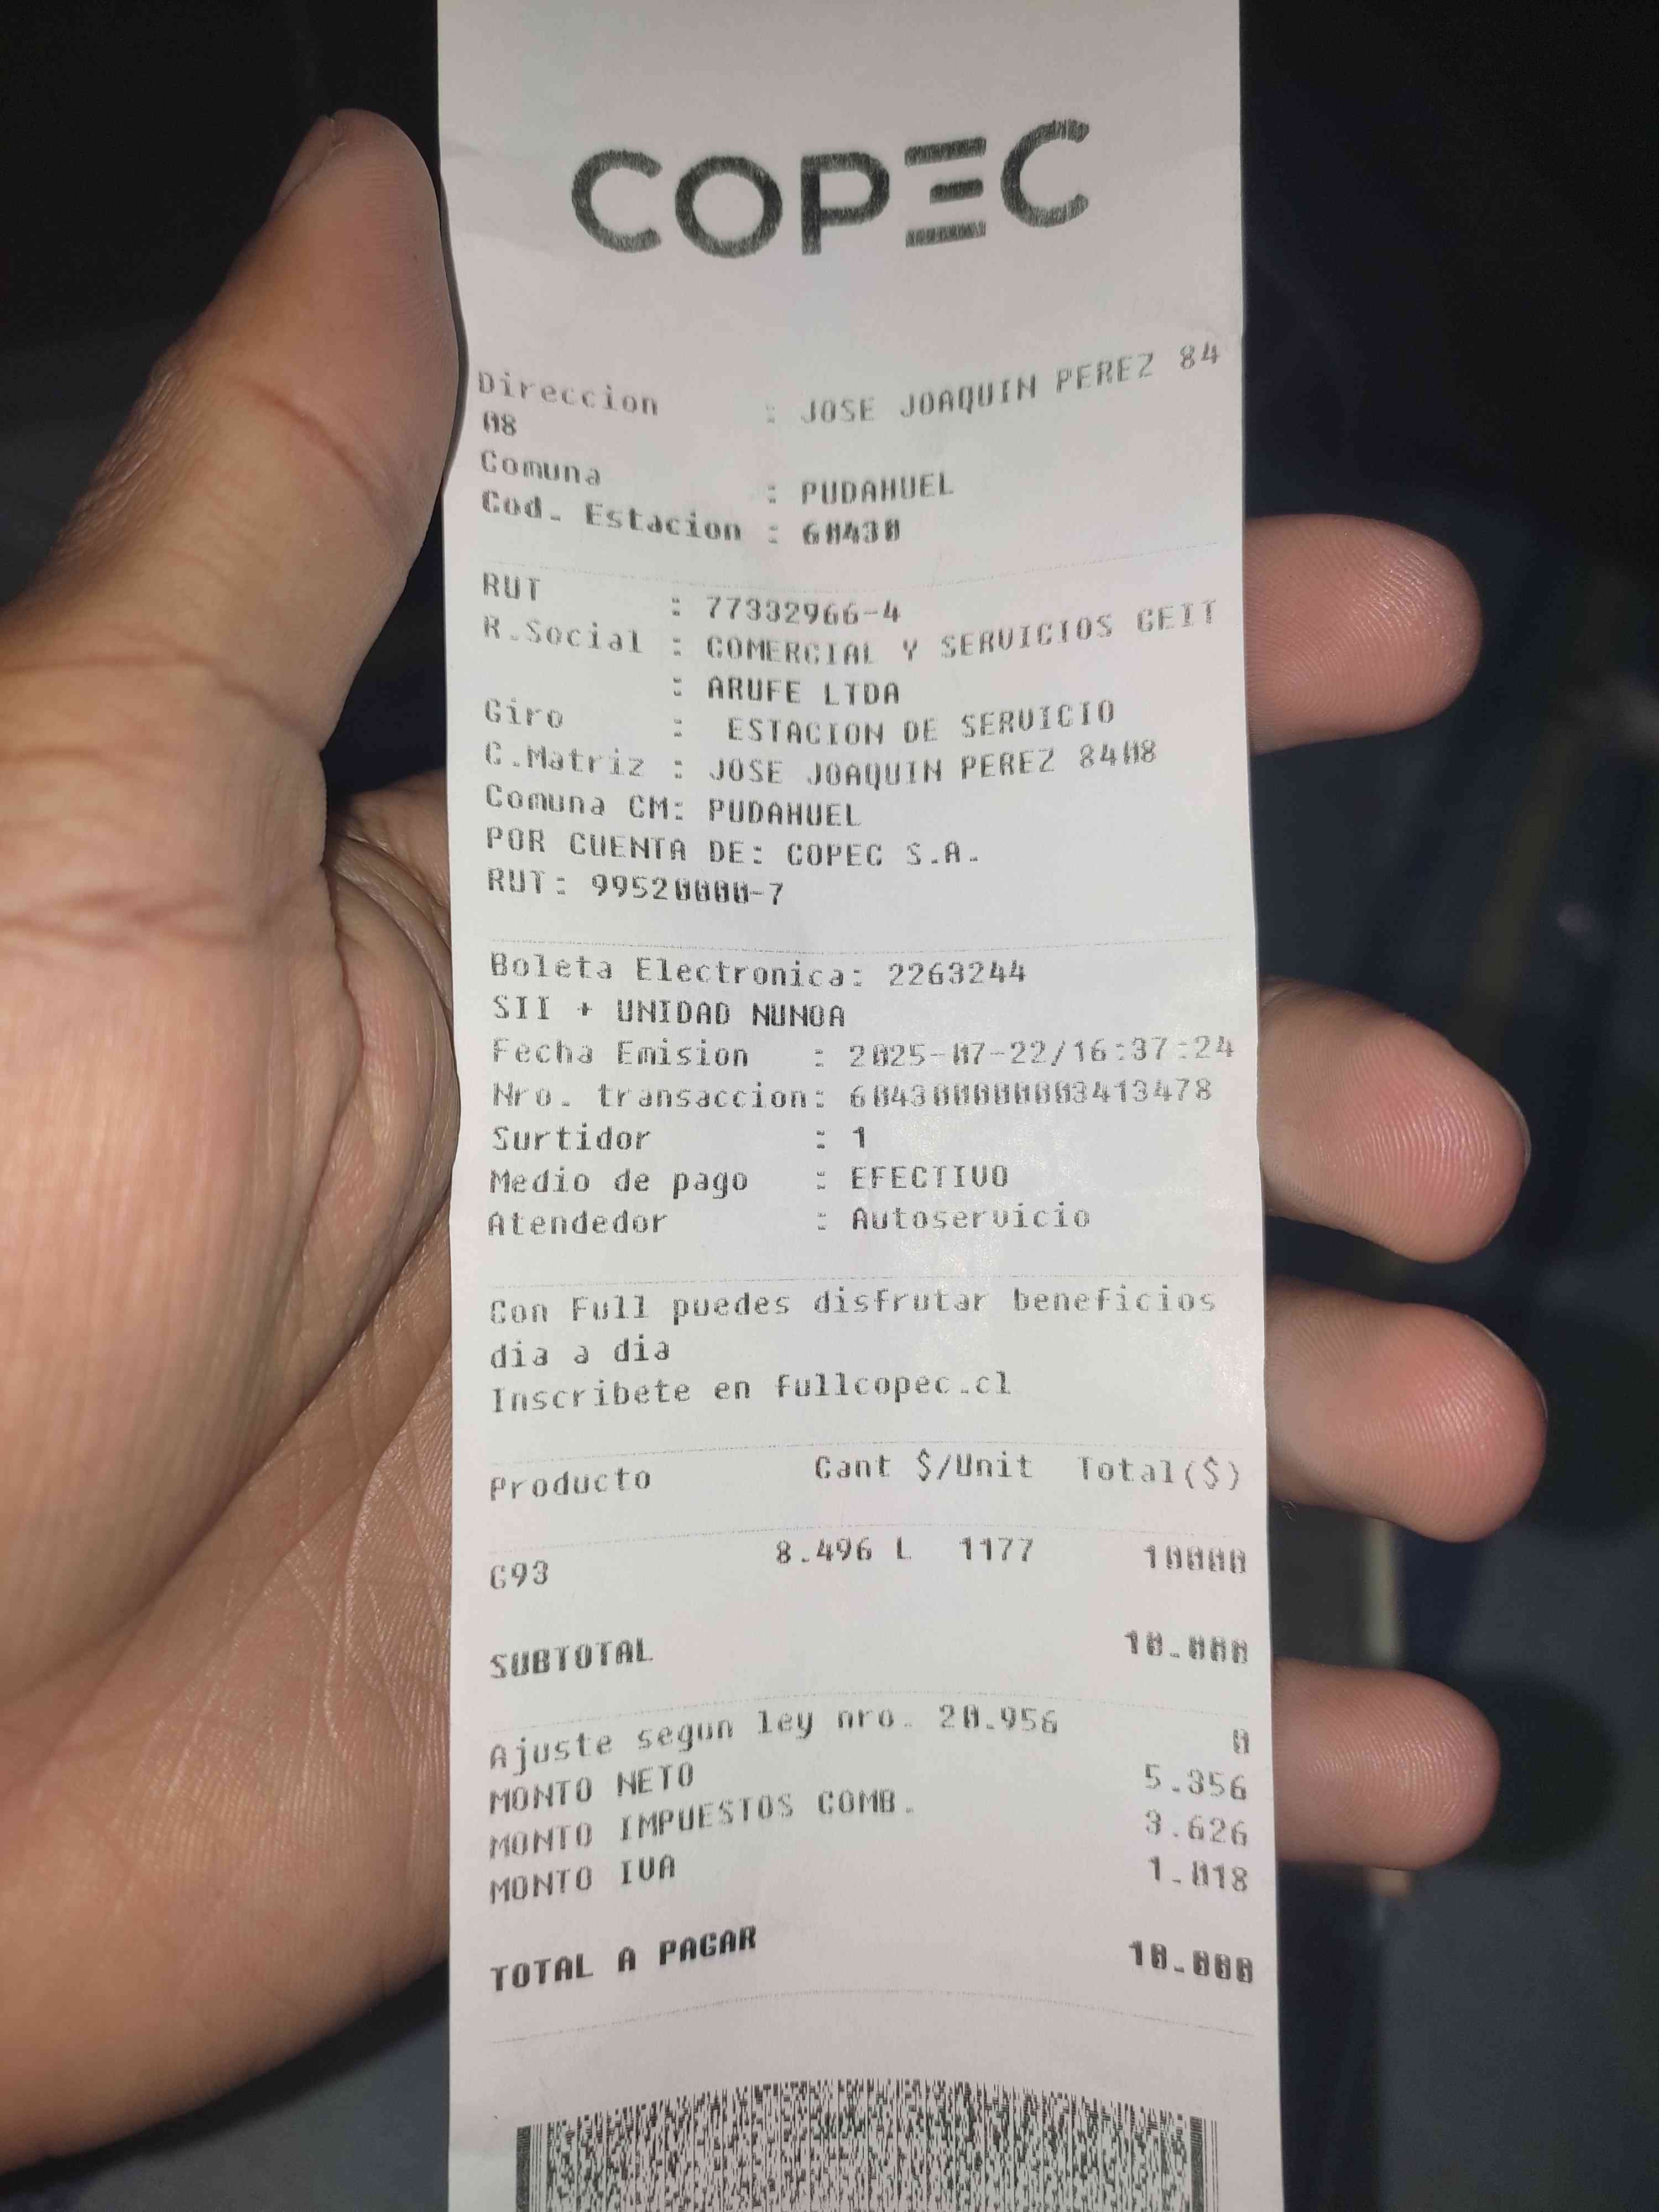 COPEC
Direccion : JOSE JOAQUIN PEREZ 84
08
Comuna : PUDAHUEL
Cod. Estacion : 60430
RUT : 77332966-4
R.Social : COMERCIAL Y SERVICIOS GEIT
: ARUFE LTDA
Giro : ESTACION DE SERVICIO
C.Matriz : JOSE JOAQUIN PEREZ 8408
Comuna CM: PUDAHUEL
POR CUENTA DE: COPEC S.A.
RUT: 99520000-7
Boleta Electronica: 2263244
SII + UNIDAD NUNOA
Fecha Emision : 2025-07-22/16:37:24
Nro. transaccion: 6043000000003413478
Surtidor : 1
Medio de pago : EFECTIVO
Atendedor : Autoservicio
Con Full puedes disfrutar beneficios
dia a dia
Inscribete en fullcopec.cl
Producto Cant $/Unit Total($)
G93 8.496 L 1177 10000
SUBTOTAL 10.000
Ajuste segun ley nro. 20.956 0
MONTO NETO 5.356
MONTO IMPUESTOS COMB. 3.626
MONTO IVA 1.018
TOTAL A PAGAR 10.000